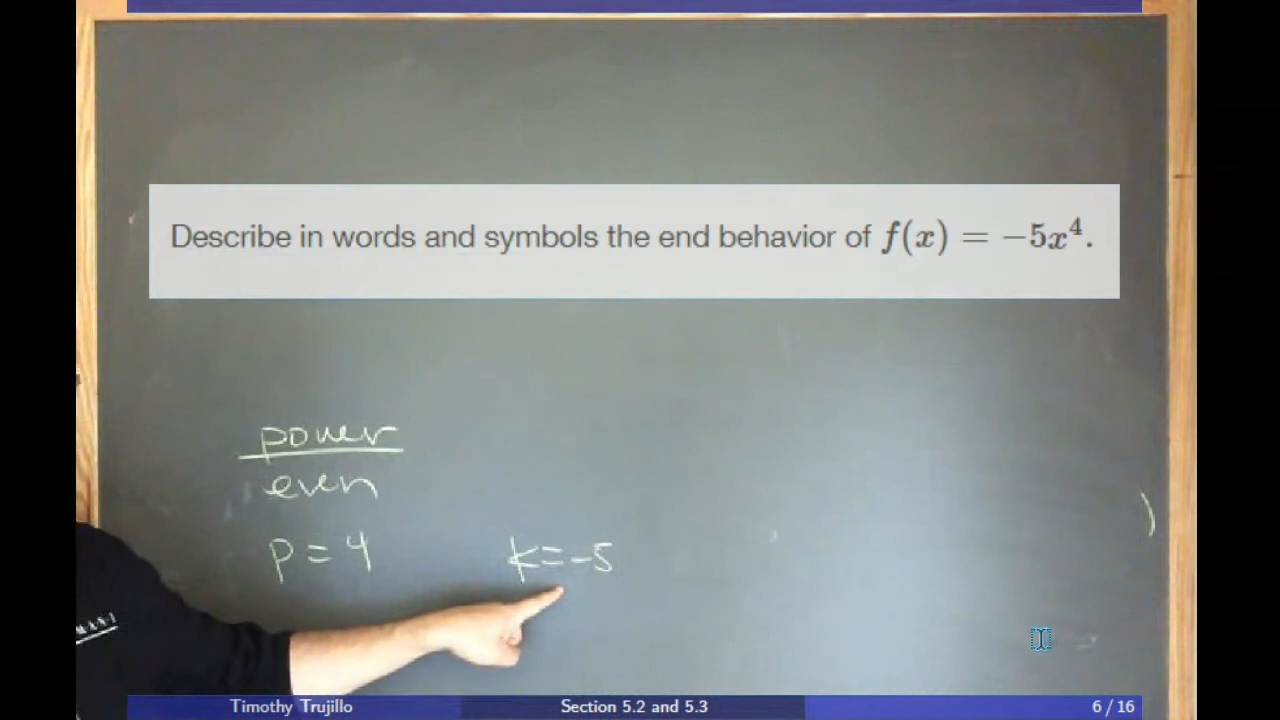 Describe in words and symbols the end behavior of f(x) = −5x⁴.
power
even
p = 4 k = -5
Timothy Trujillo Section 5.2 and 5.3 6 / 16